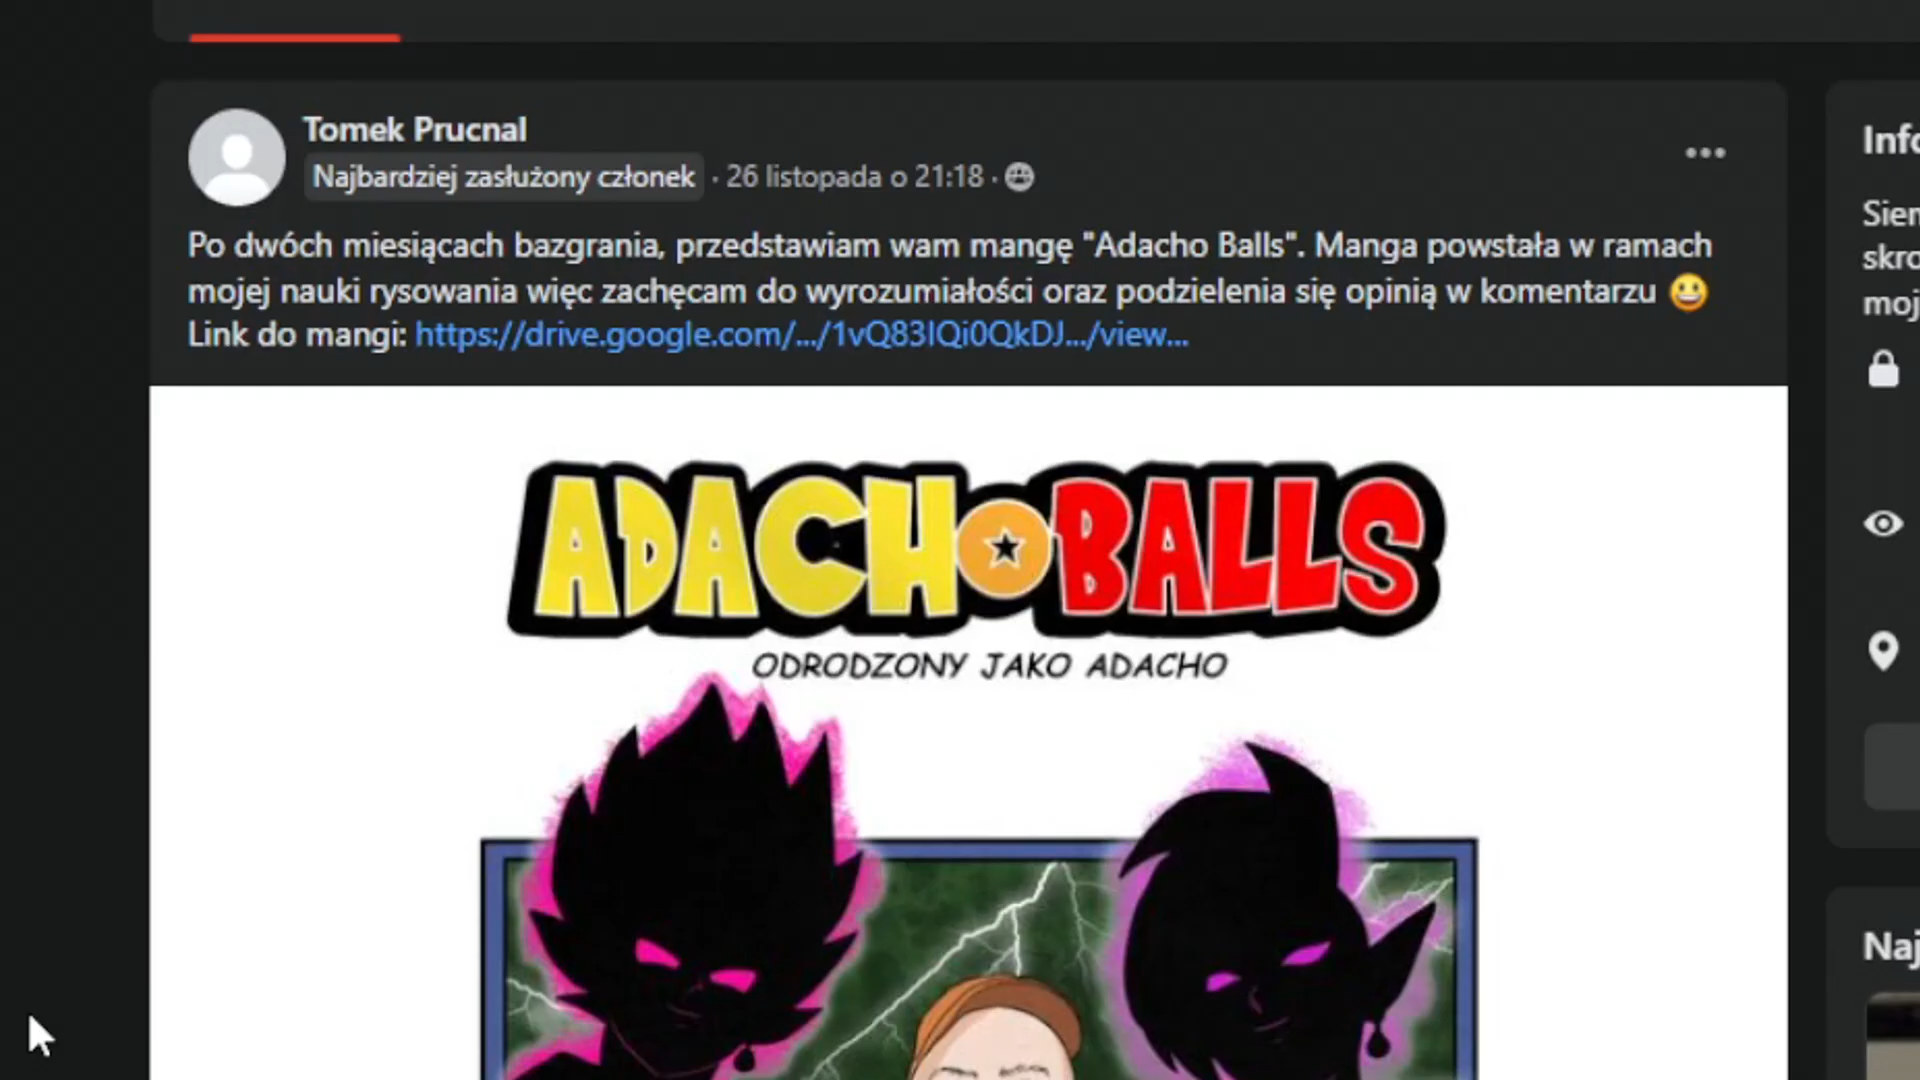 Tomek Prucnal
Najbardziej zasłużony członek · 26 listopada o 21:18 ·
Po dwóch miesiącach bazgrania, przedstawiam wam mangę "Adacho Balls". Manga powstała w ramach
mojej nauki rysowania więc zachęcam do wyrozumiałości oraz podzielenia się opinią w komentarzu 😀
Link do mangi: https://drive.google.com/.../1vQ83lQi0QkDJ.../view...
ADACHO BALLS
ODRODZONY JAKO ADACHO